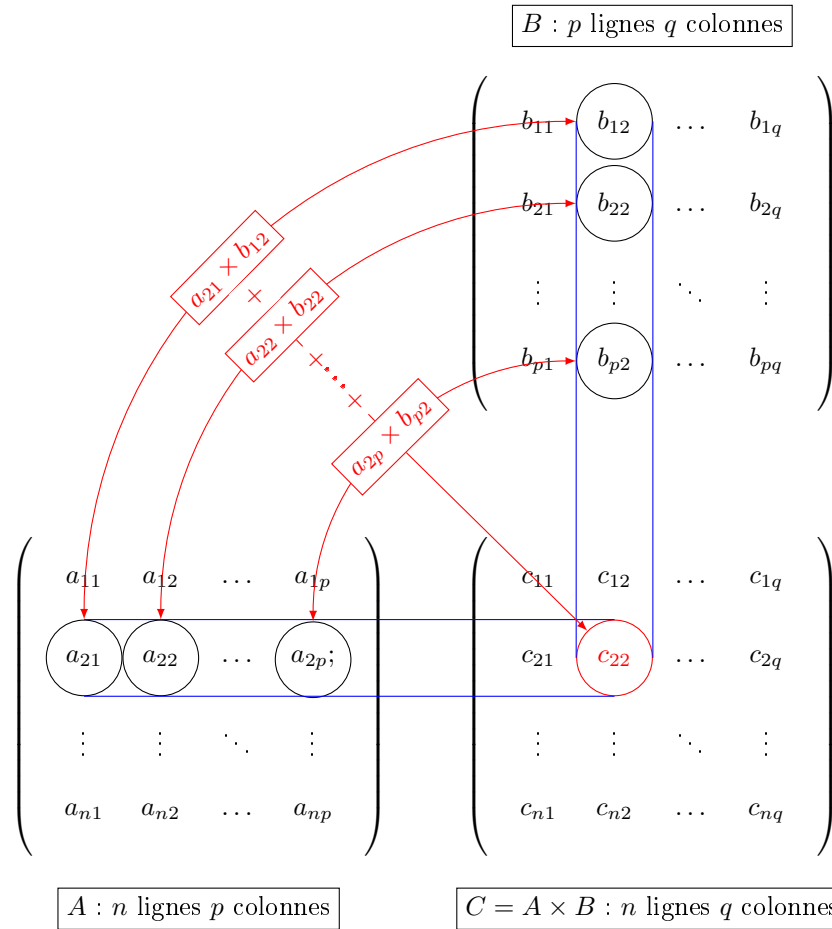 B : p lignes q colonnes
b₁₁ b₁₂ … b₁q
b₂₁ b₂₂ … b₂q
⋮ ⋮ ⋱ ⋮
bₚ₁ bₚ₂ … bₚq
a₂₁ × b₁₂
+
a₂₂ × b₂₂
+ ⋯ +
a₂ₚ × bₚ₂
a₁₁ a₁₂ … a₁ₚ
a₂₁ a₂₂ … a₂ₚ;
⋮ ⋮ ⋱ ⋮
aₙ₁ aₙ₂ … aₙₚ
c₁₁ c₁₂ … c₁q
c₂₁ c₂₂ … c₂q
⋮ ⋮ ⋱ ⋮
cₙ₁ cₙ₂ … cₙq
A : n lignes p colonnes
C = A × B : n lignes q colonnes